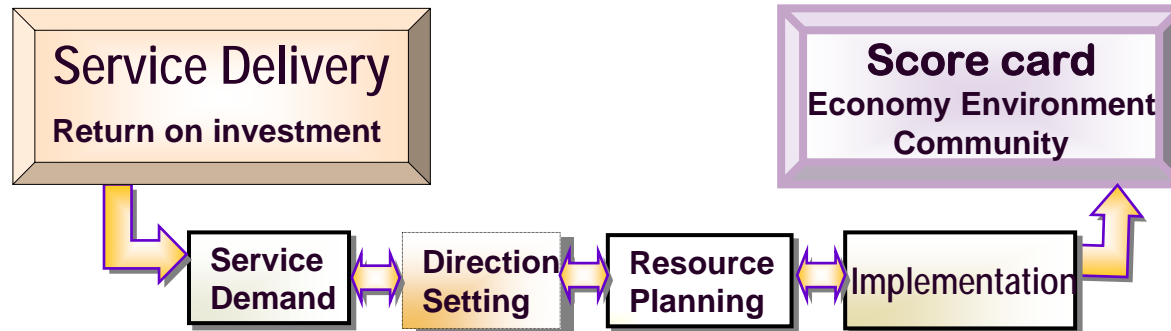 Service Delivery
Return on investment
Score card
Economy Environment
Community
Service
Demand
Direction
Setting
Resource
Planning
Implementation